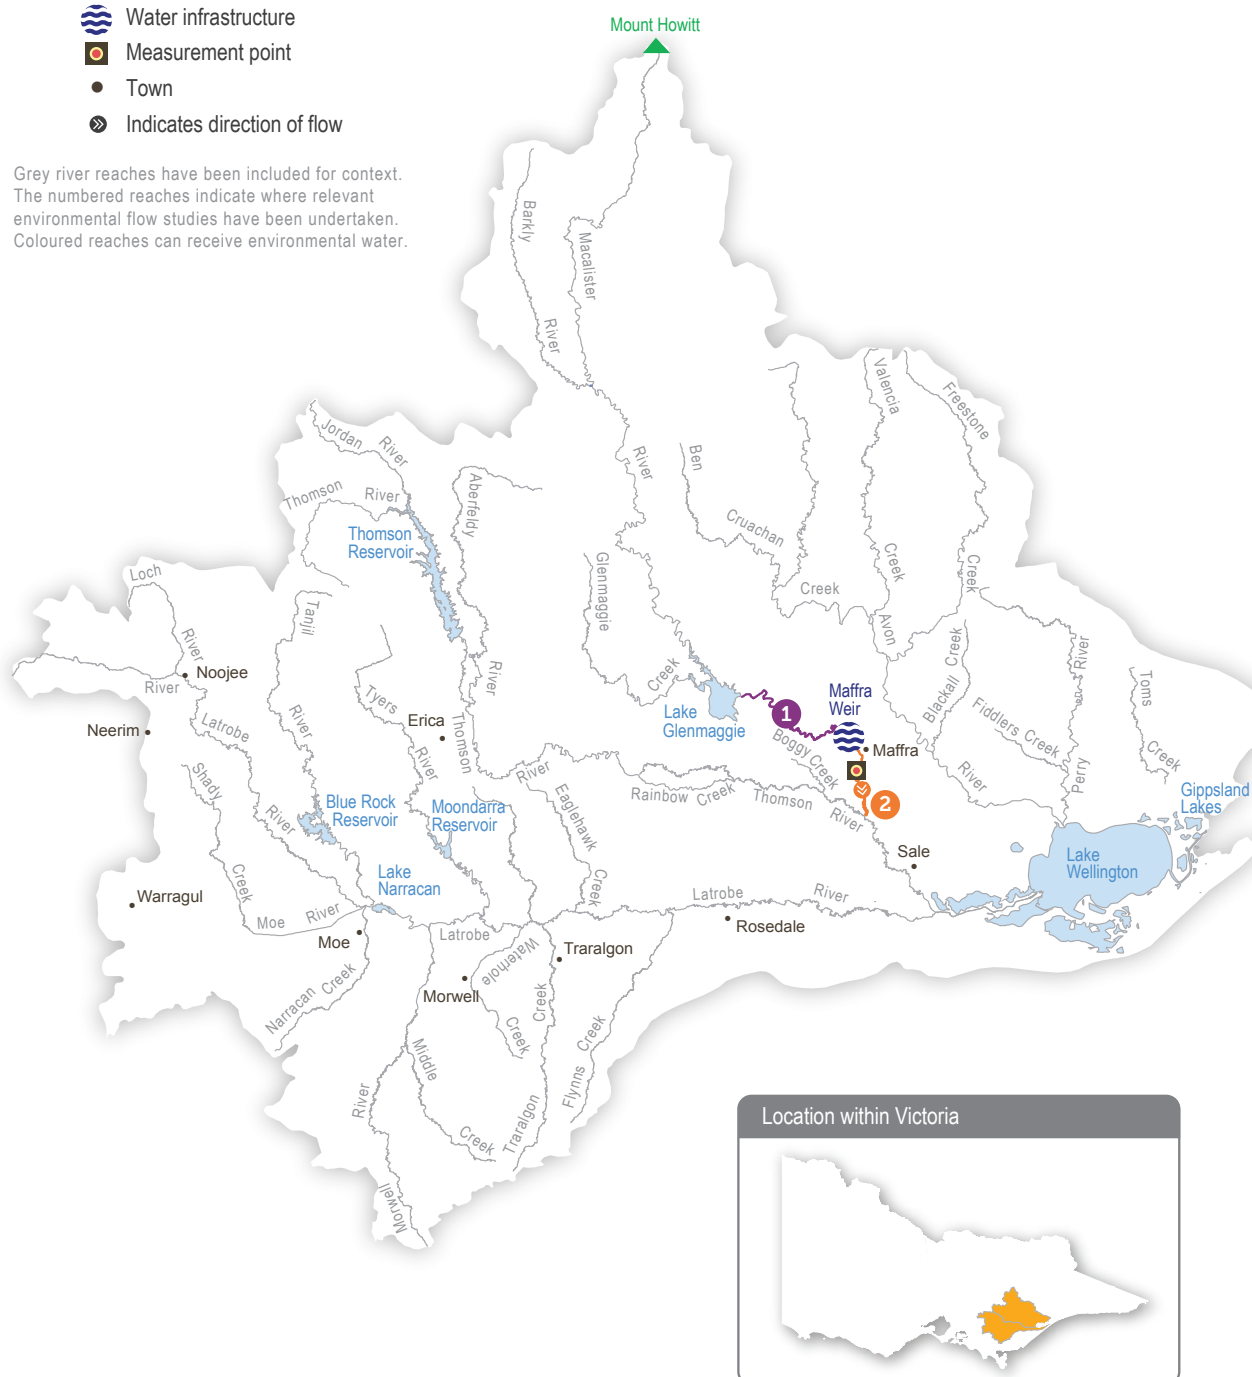 Water infrastructure
Measurement point
Town
Indicates direction of flow
Grey river reaches have been included for context.
The numbered reaches indicate where relevant
environmental flow studies have been undertaken.
Coloured reaches can receive environmental water.
Mount Howitt
Barkly
River
Macalister
River
Jordan
River
Thomson
River
Thomson
Reservoir
Aberfeldy
River
Ben
Cruachan
Creek
Valencia
Creek
Freestone
Creek
Loch
River
Noojee
River
Neerim
Latrobe
River
Tanjil
River
Tyers
River
Erica
Thomson
River
Glenmaggie
Creek
Lake
Glenmaggie
1
Maffra
Weir
Maffra
2
Boggy Creek
Avon
River
Blackall Creek
Fiddlers Creek
Perry
River
Toms
Creek
Gippsland
Lakes
Lake
Wellington
Shady
Creek
Blue Rock
Reservoir
Moondarra
Reservoir
Eaglehawk
Creek
Rainbow Creek
Thomson
River
Sale
Lake
Narracan
Warragul
Moe River
Moe
Latrobe
Latrobe
River
Rosedale
Traralgon
Morwell
Waterhole
Creek
Narracan Creek
Middle
Creek
Traralgon
Creek
Flynns
Creek
Morwell
River
Location within Victoria